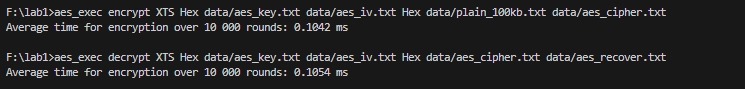 F:\lab1>aes_exec encrypt XTS Hex data/aes_key.txt data/aes_iv.txt Hex data/plain_100kb.txt data/aes_cipher.txt
Average time for encryption over 10 000 rounds: 0.1042 ms
F:\lab1>aes_exec decrypt XTS Hex data/aes_key.txt data/aes_iv.txt Hex data/aes_cipher.txt data/aes_recover.txt
Average time for encryption over 10 000 rounds: 0.1054 ms